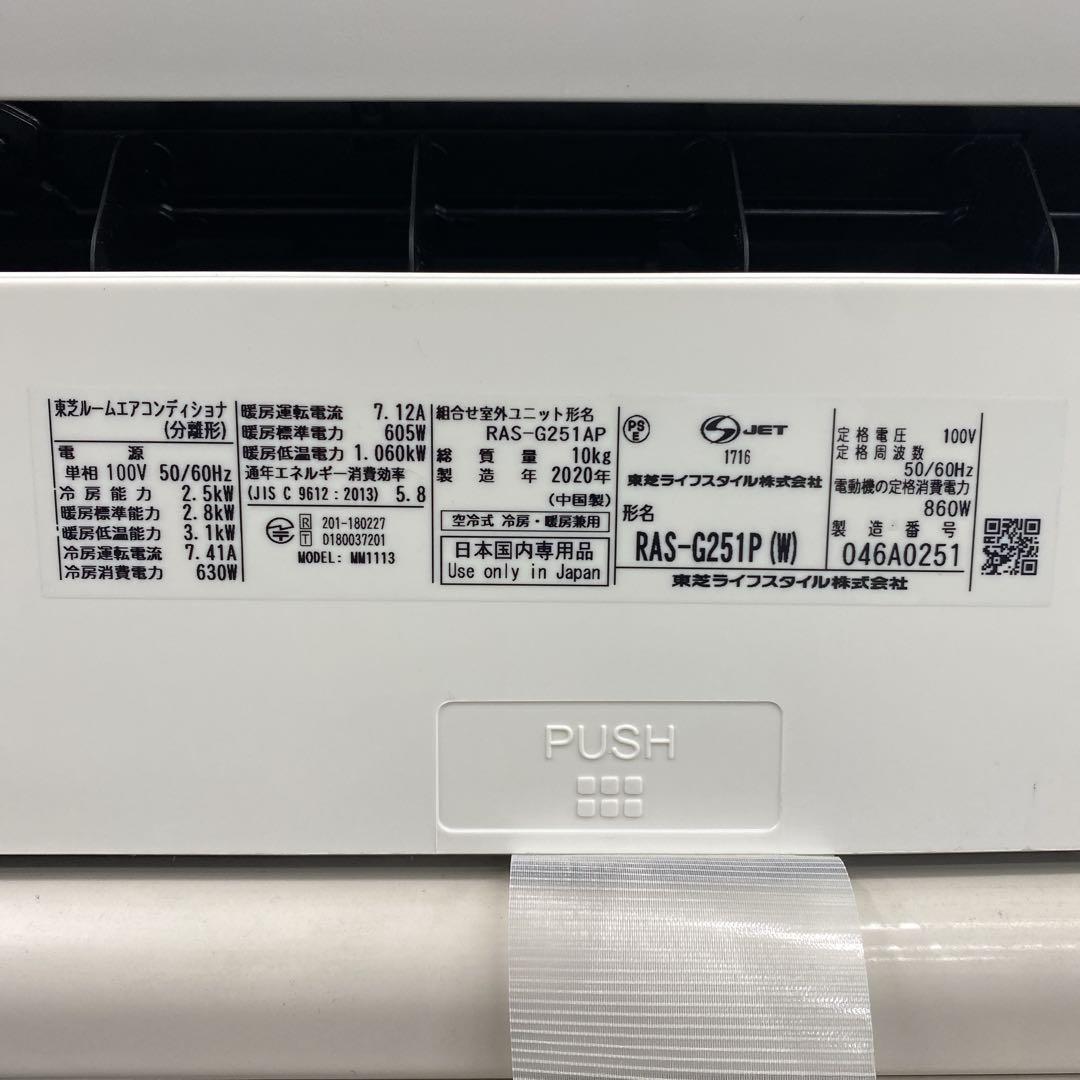 東芝ルームエアコンディショナ
(分離形)
電 源
単相 100V 50/60Hz
冷房能力 2.5kW
暖房標準能力 2.8kW
暖房低温能力 3.1kW
冷房運転電流 7.41A
冷房消費電力 630W
暖房運転電流 7.12A
暖房標準電力 605W
暖房低温電力 1.060kW
通年エネルギー消費効率
(JIS C 9612:2013) 5.8
R 201-180227
T D180037201
MODEL: MM1113
組合せ室外ユニット形名
RAS-G251AP
総質量 10kg
製造年 2020年
(中国製)
空冷式 冷房・暖房兼用
日本国内専用品
Use only in Japan
PS
E
S JET
1716
東芝ライフスタイル株式会社
形名
RAS-G251P(W)
東芝ライフスタイル株式会社
定格電圧 100V
定格周波数
50/60Hz
電動機の定格消費電力
860W
製造番号
046A0251
PUSH